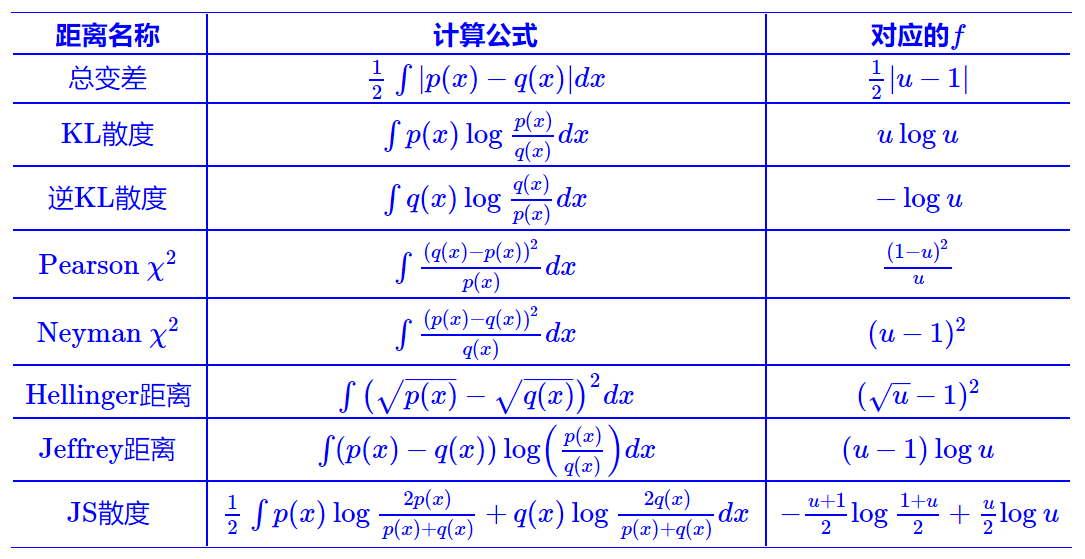 距离名称 计算公式 对应的f
总变差 $\frac{1}{2} \int |p(x) - q(x)| dx$ $\frac{1}{2} |u - 1|$
KL散度 $\int p(x) \log \frac{p(x)}{q(x)} dx$ $u \log u$
逆KL散度 $\int q(x) \log \frac{q(x)}{p(x)} dx$ $- \log u$
Pearson $\chi^2$ $\int \frac{(q(x) - p(x))^2}{p(x)} dx$ $\frac{(1 - u)^2}{u}$
Neyman $\chi^2$ $\int \frac{(p(x) - q(x))^2}{q(x)} dx$ $(u - 1)^2$
Hellinger距离 $\int \left( \sqrt{p(x)} - \sqrt{q(x)} \right)^2 dx$ $(\sqrt{u} - 1)^2$
Jeffrey距离 $\int (p(x) - q(x)) \log \left( \frac{p(x)}{q(x)} \right) dx$ $(u - 1) \log u$
JS散度 $\frac{1}{2} \int p(x) \log \frac{2p(x)}{p(x) + q(x)} + q(x) \log \frac{2q(x)}{p(x) + q(x)} dx$ $- \frac{u + 1}{2} \log \frac{1 + u}{2} + \frac{u}{2} \log u$